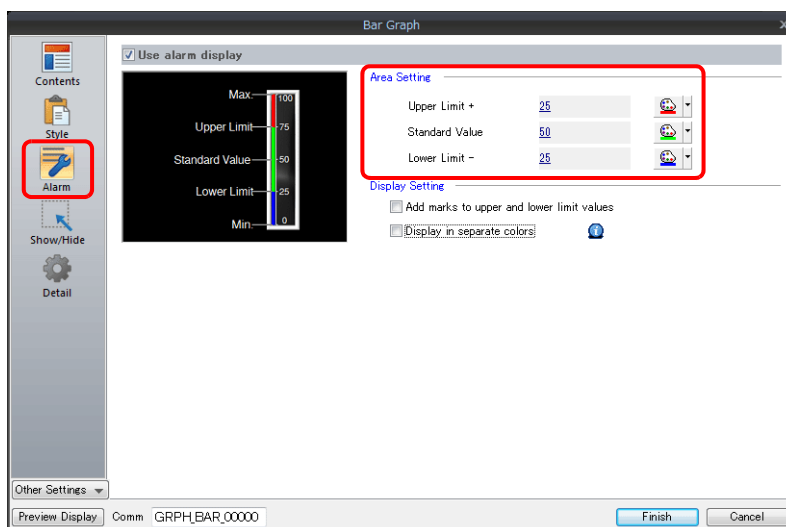 Bar Graph
Contents
Style
Alarm
Show/Hide
Detail
Other Settings
Use alarm display
Max. 100
Upper Limit 75
Standard Value 50
Lower Limit 25
Min. 0
Area Setting
Upper Limit + 25
Standard Value 50
Lower Limit − 25
Display Setting
Add marks to upper and lower limit values
Display in separate colors
Preview Display Comm GRPH_BAR_00000 Finish Cancel